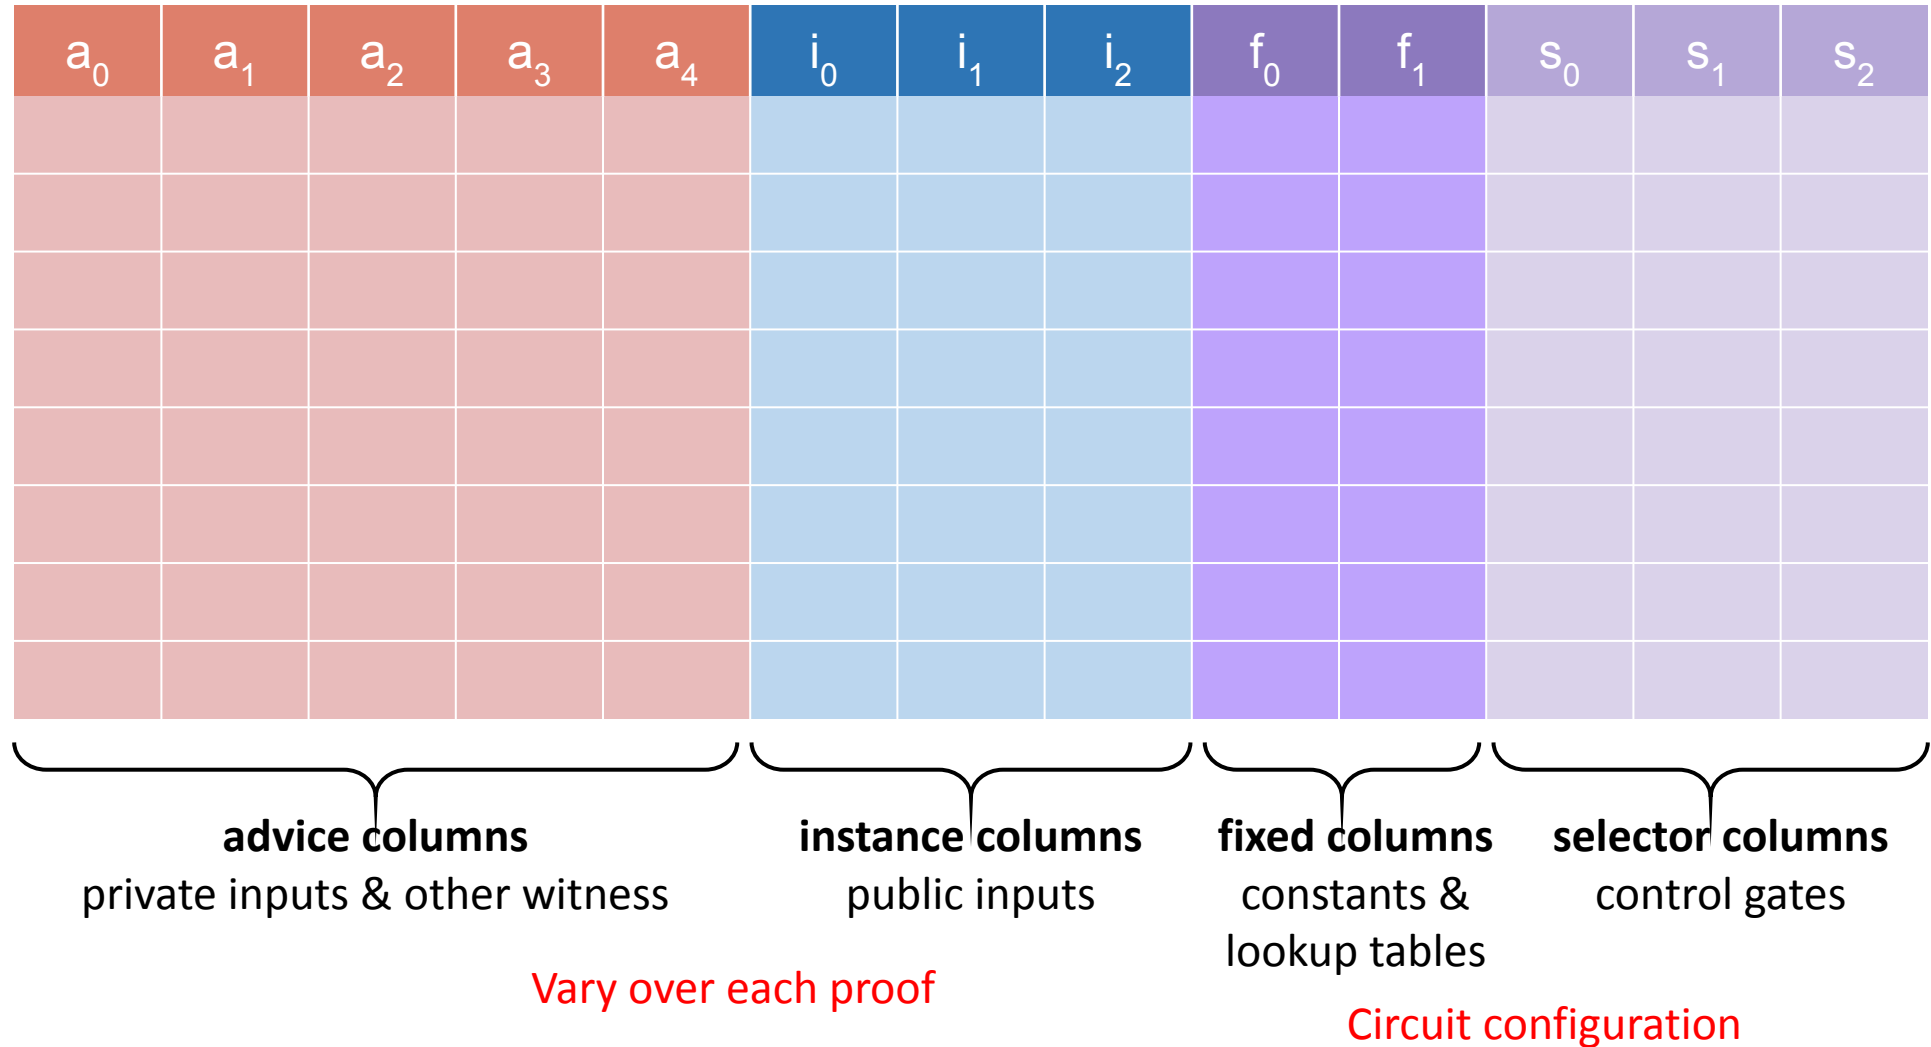 a₀ a₁ a₂ a₃ a₄ i₀ i₁ i₂ f₀ f₁ s₀ s₁ s₂
advice columns
private inputs & other witness
instance columns
public inputs
fixed columns
constants &
lookup tables
selector columns
control gates
Vary over each proof
Circuit configuration